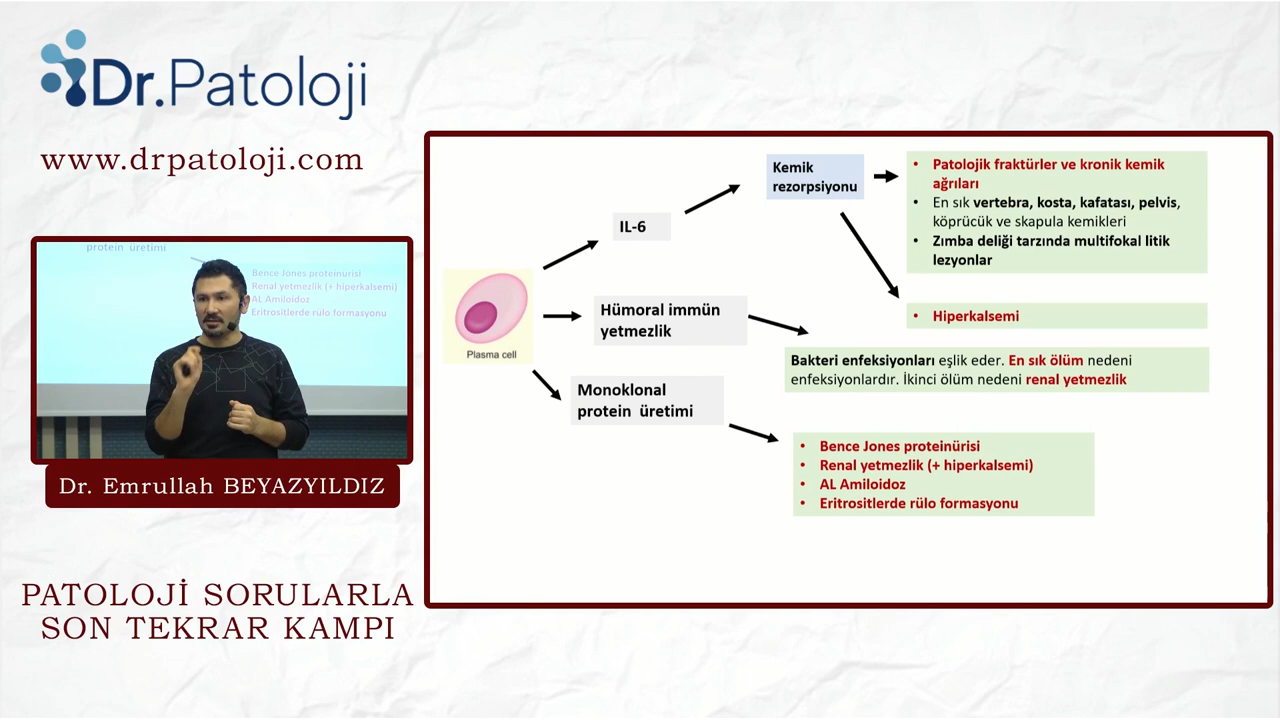 Dr.Patoloji
www.drpatoloji.com
protein üretimi
Bence Jones proteinürisi
Renal yetmezlik (+ hiperkalsemi)
AL Amiloidoz
Eritrositlerde rülo formasyonu
Dr. Emrullah BEYAZYILDIZ
PATOLOJİ SORULARLA
SON TEKRAR KAMPI
Kemik
rezorpsiyonu
• Patolojik fraktürler ve kronik kemik
ağrıları
• En sık vertebra, kosta, kafatası, pelvis,
köprücük ve skapula kemikleri
• Zımba deliği tarzında multifokal litik
lezyonlar
IL-6
Plasma cell
Hümoral immün
yetmezlik
• Hiperkalsemi
Bakteri enfeksiyonları eşlik eder. En sık ölüm nedeni
enfeksiyonlardır. İkinci ölüm nedeni renal yetmezlik
Monoklonal
protein üretimi
• Bence Jones proteinürisi
• Renal yetmezlik (+ hiperkalsemi)
• AL Amiloidoz
• Eritrositlerde rülo formasyonu